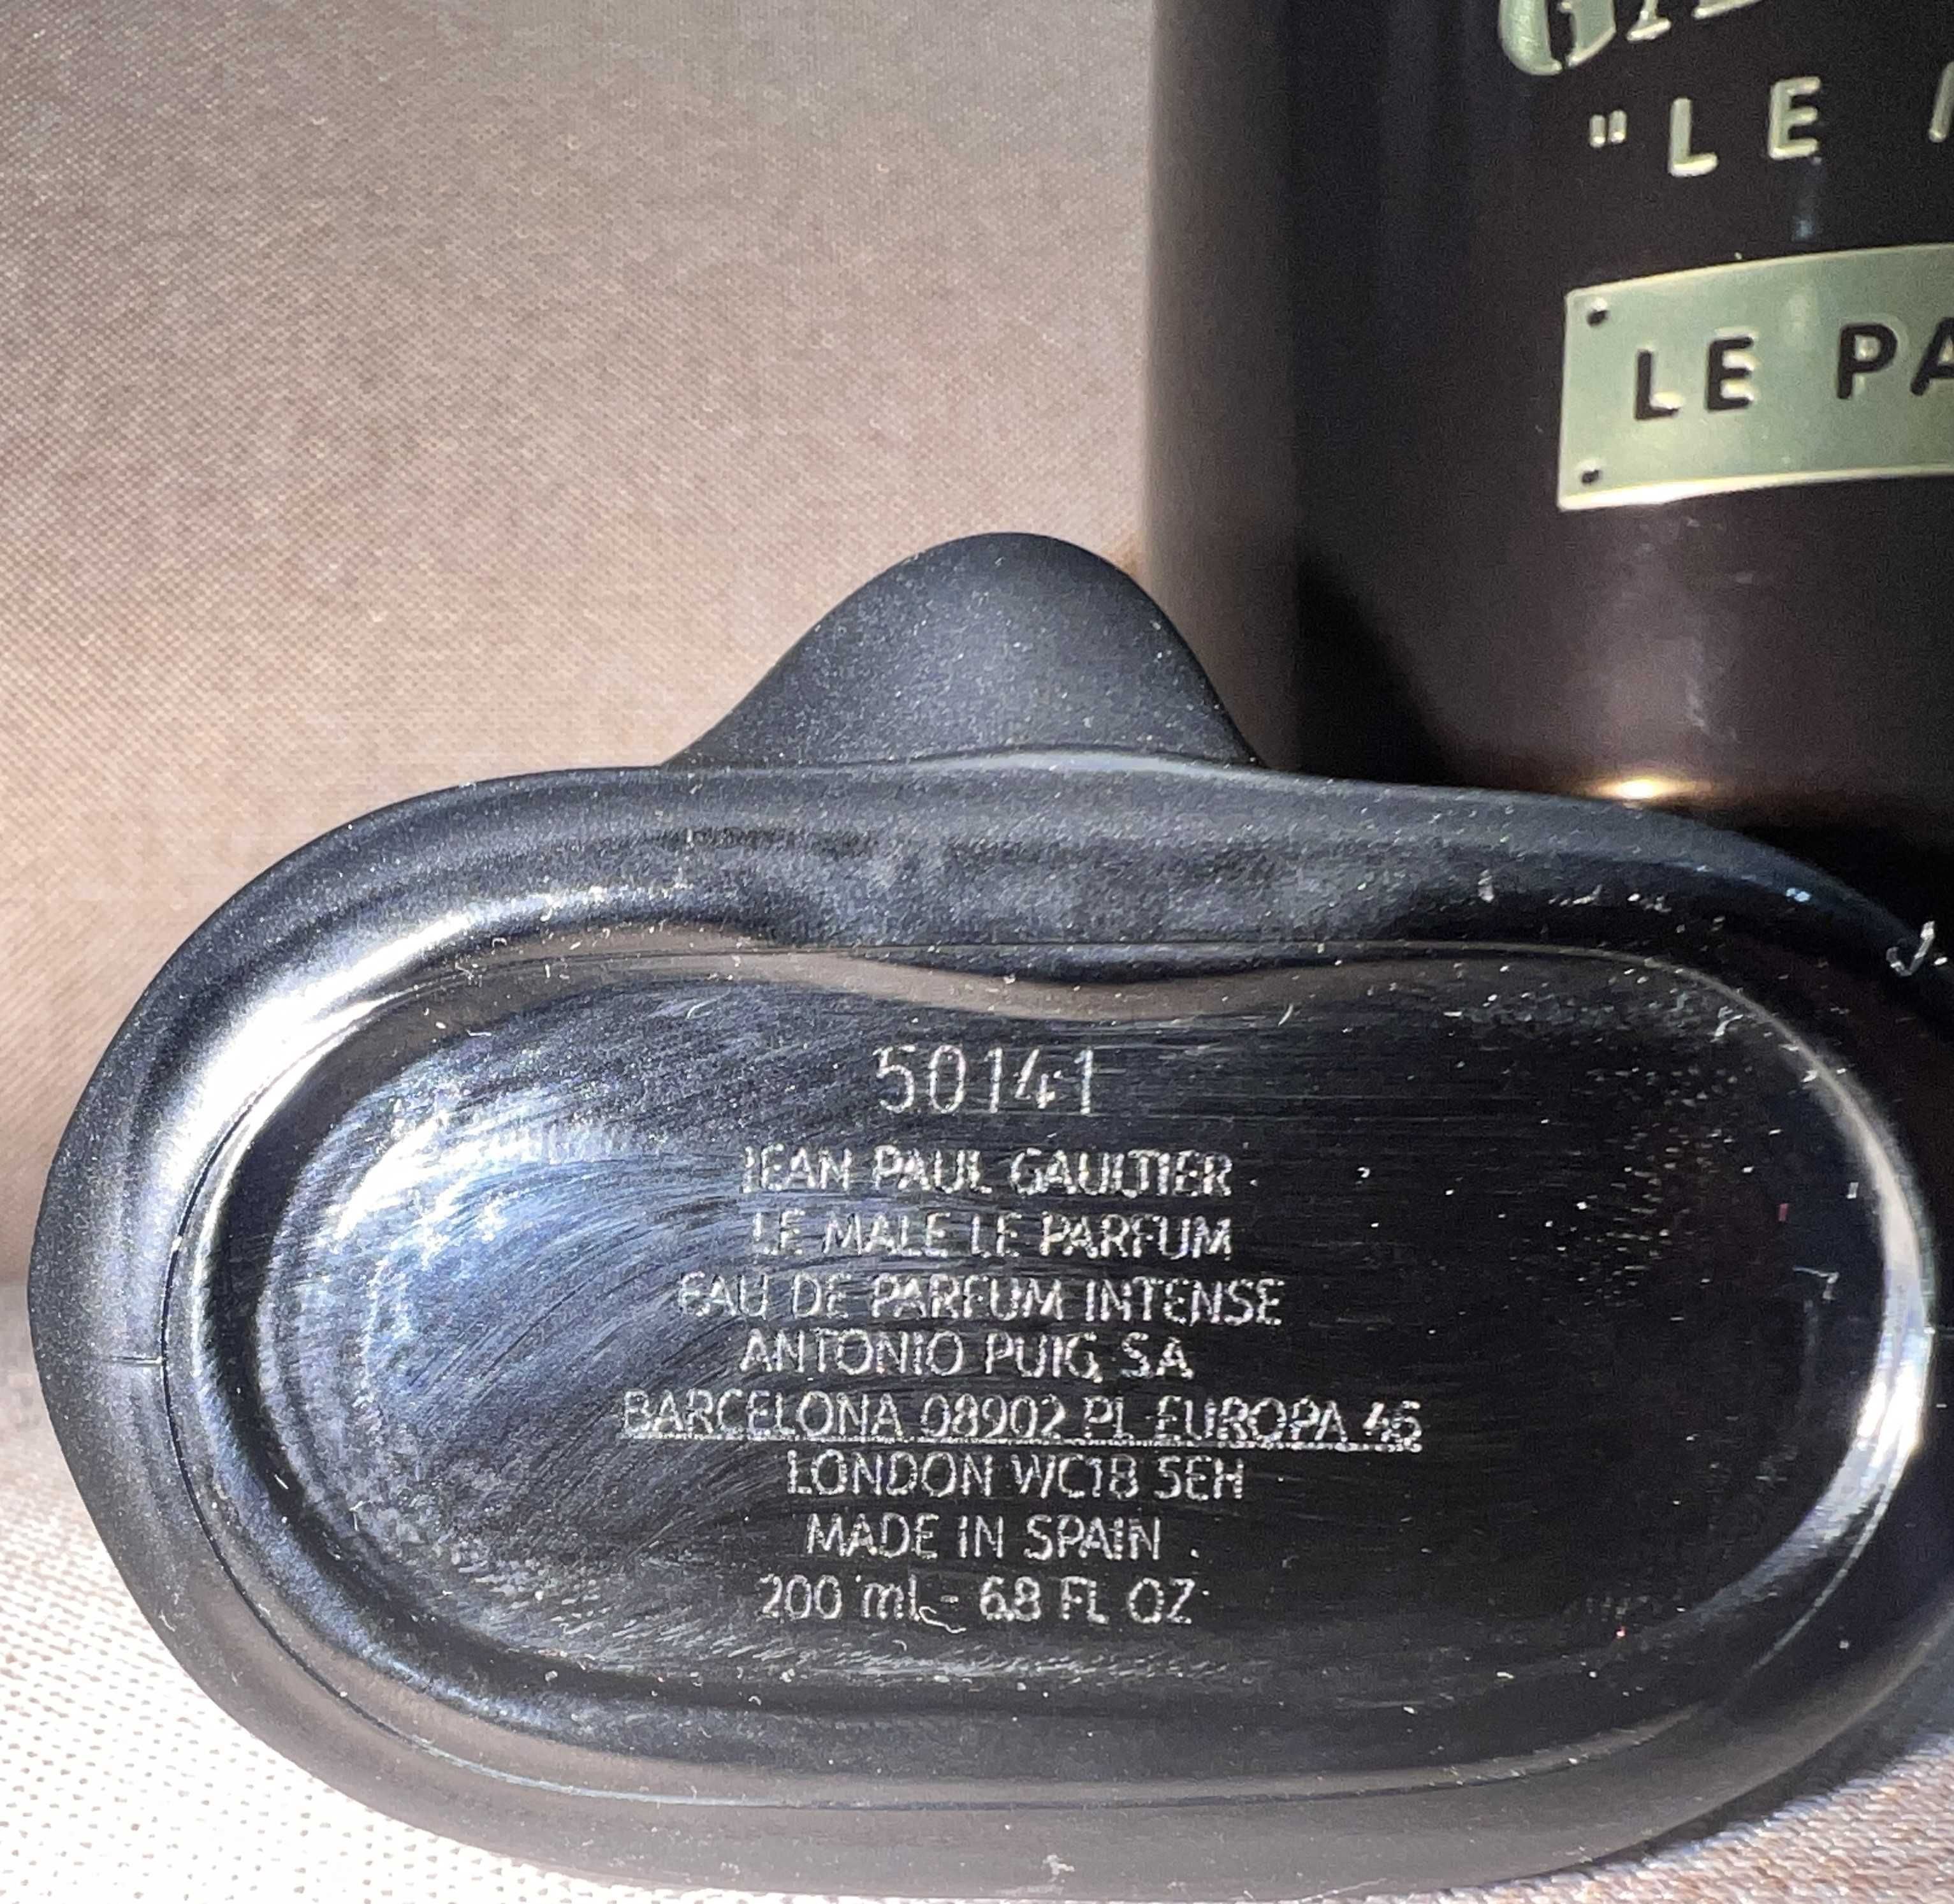 "LE
LE
50141
JEAN PAUL GAULTIER
LE MALE LE PARFUM
EAU DE PARFUM INTENSE
ANTONIO PUIG, SA
BARCELONA 08902 PL EUROPA 46
LONDON WC1B 5EH
MADE IN SPAIN
200 mL - 6.8 FL OZ